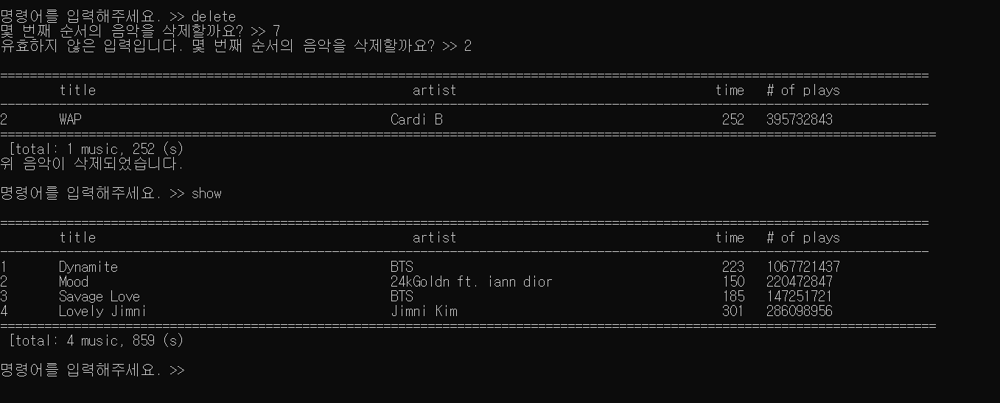 명령어를 입력해주세요. >> delete
몇 번째 순서의 음악을 삭제할까요? >> 7
유효하지 않은 입력입니다. 몇 번째 순서의 음악을 삭제할까요? >> 2
==============================================================================================================================
title artist time # of plays
------------------------------------------------------------------------------------------------------------------------------
2 WAP Cardi B 252 395732843
===============================================================================================================================
[total: 1 music, 252 (s)
위 음악이 삭제되었습니다.
명령어를 입력해주세요. >> show
==============================================================================================================================
title artist time # of plays
------------------------------------------------------------------------------------------------------------------------------
1 Dynamite BTS 223 1067721437
2 Mood 24kGoldn ft. iann dior 150 220472847
3 Savage Love BTS 185 147251721
4 Lovely Jimni Jimni Kim 301 286098956
===============================================================================================================================
[total: 4 music, 859 (s)
명령어를 입력해주세요. >>